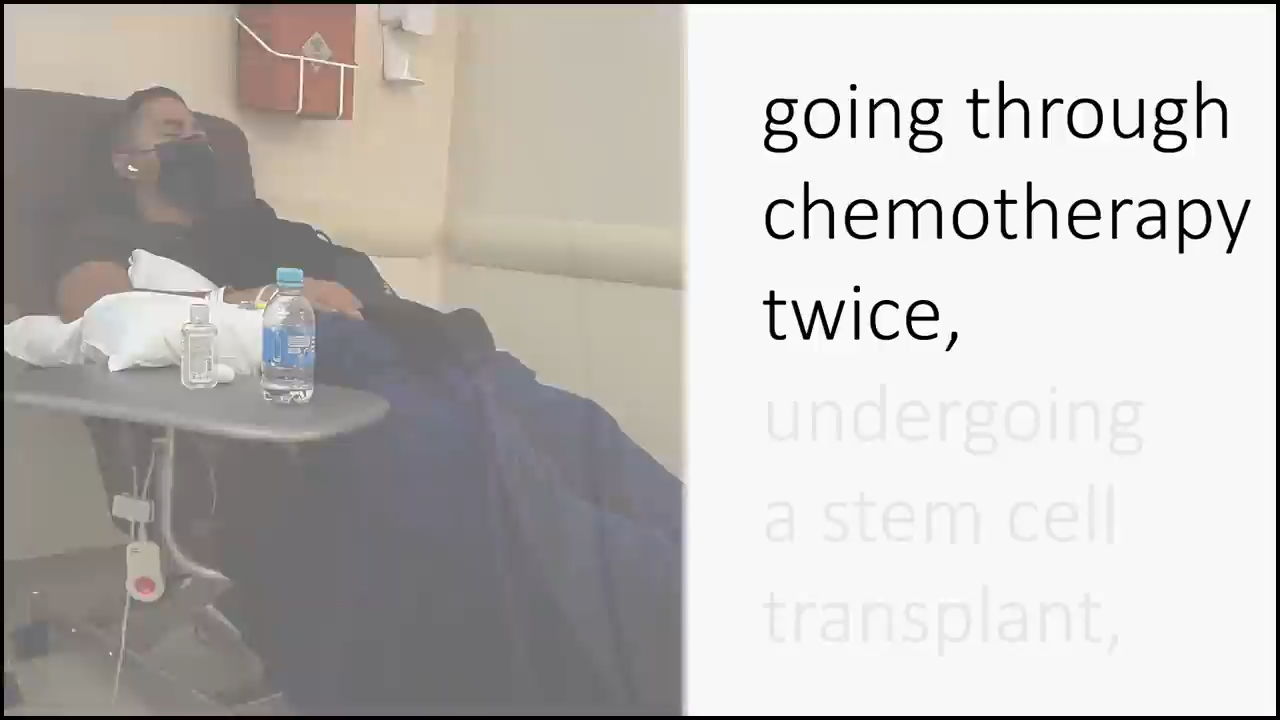 going through
chemotherapy
twice,
undergoing
a stem cell
transplant,